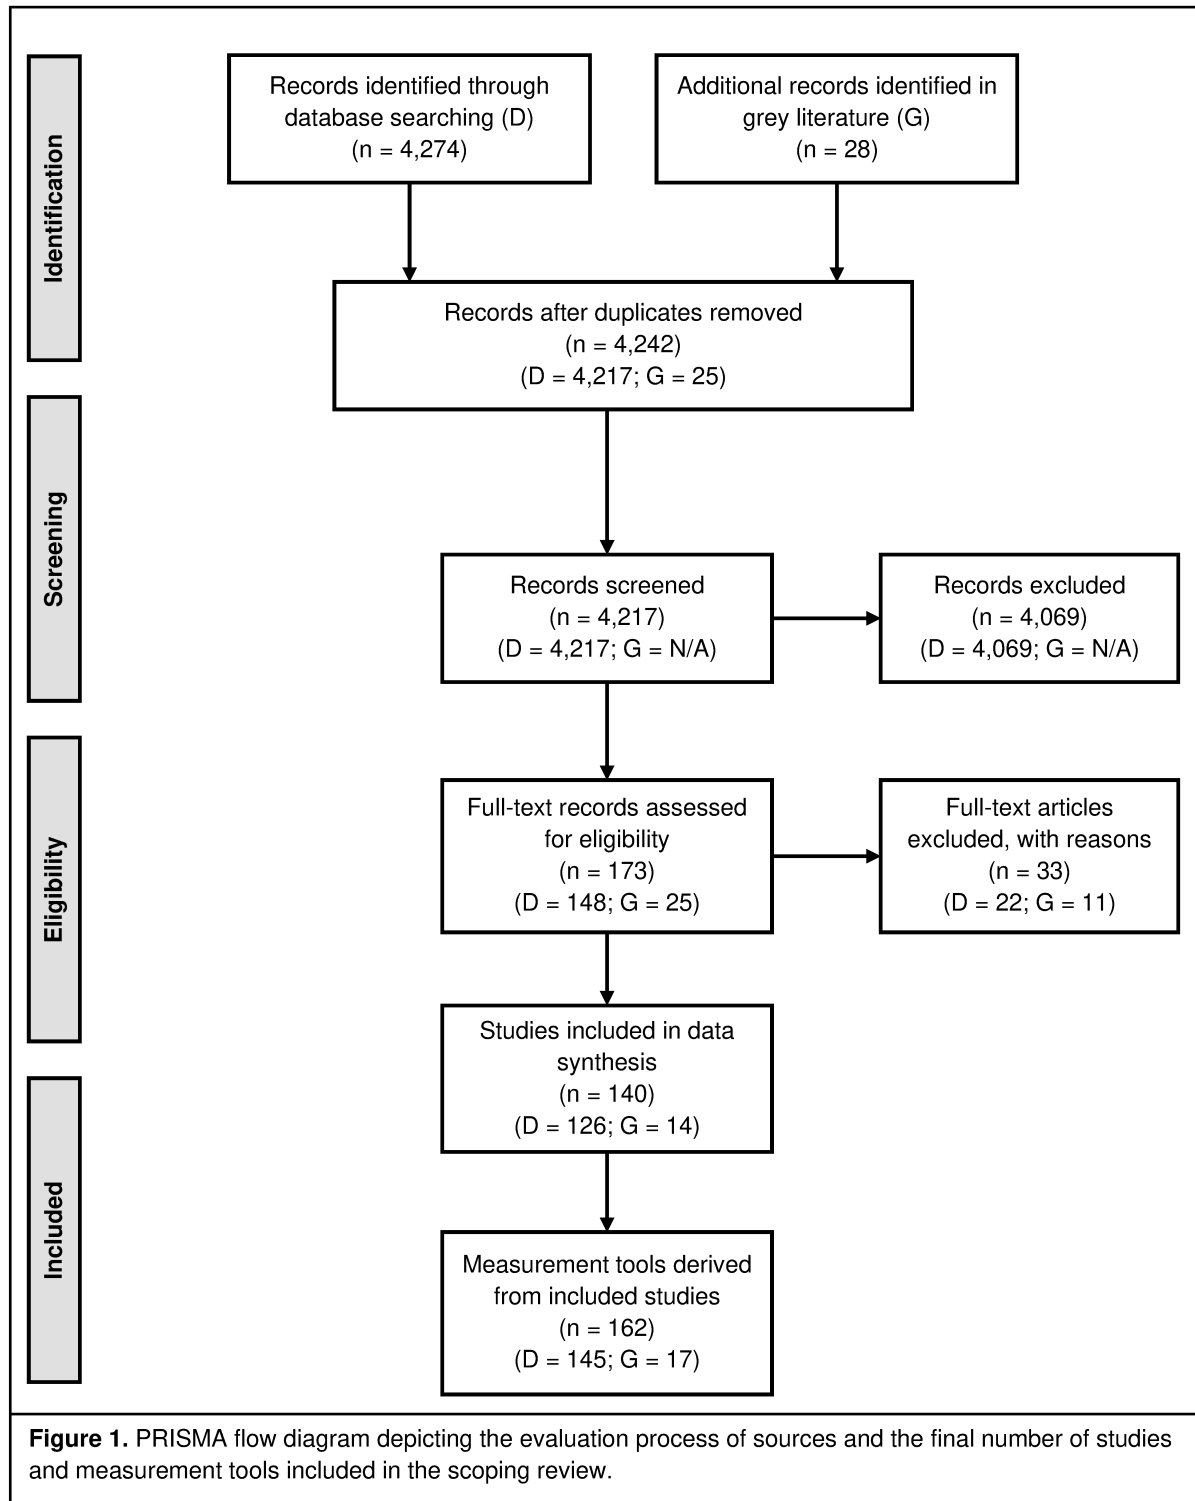 Identification
Records identified through
database searching (D)
(n = 4,274)
Additional records identified in
grey literature (G)
(n = 28)
Records after duplicates removed
(n = 4,242)
(D = 4,217; G = 25)
Screening
Records screened
(n = 4,217)
(D = 4,217; G = N/A)
Records excluded
(n = 4,069)
(D = 4,069; G = N/A)
Eligibility
Full-text records assessed
for eligibility
(n = 173)
(D = 148; G = 25)
Full-text articles
excluded, with reasons
(n = 33)
(D = 22; G = 11)
Studies included in data
synthesis
(n = 140)
(D = 126; G = 14)
Included
Measurement tools derived
from included studies
(n = 162)
(D = 145; G = 17)
Figure 1. PRISMA flow diagram depicting the evaluation process of sources and the final number of studies
and measurement tools included in the scoping review.